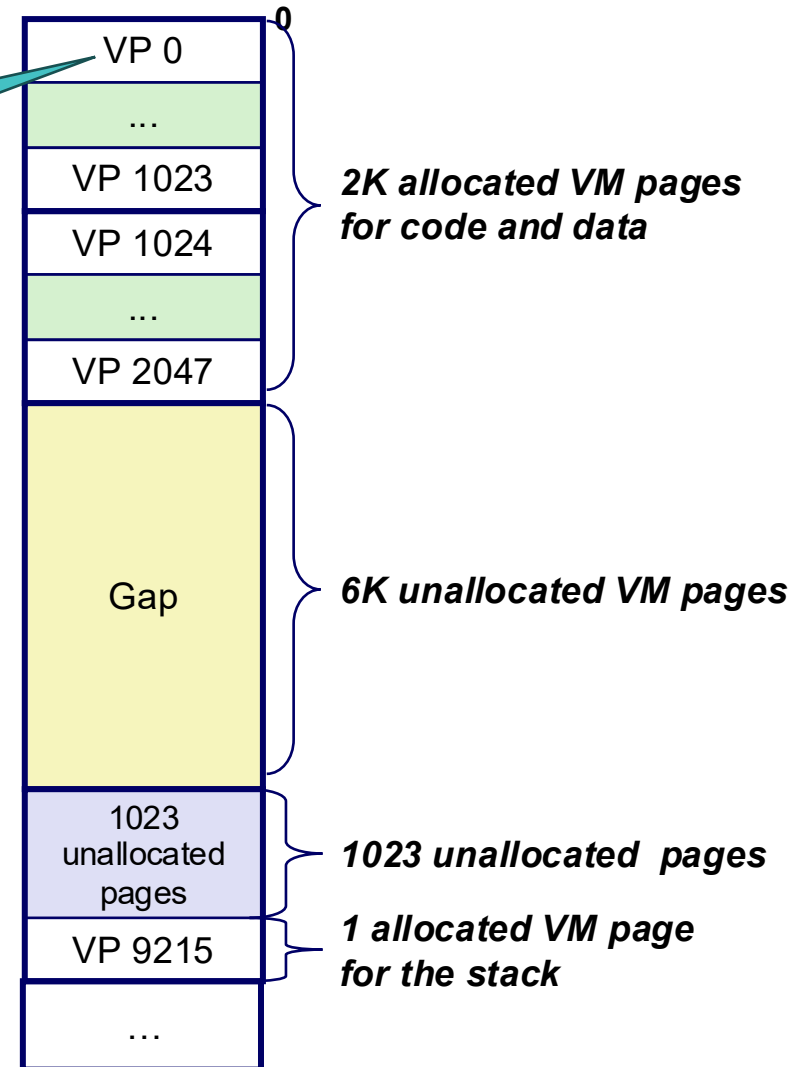 0
VP 0
...
VP 1023
VP 1024
...
VP 2047
2K allocated VM pages
for code and data
Gap
6K unallocated VM pages
1023
unallocated
pages
1023 unallocated pages
VP 9215
1 allocated VM page
for the stack
...